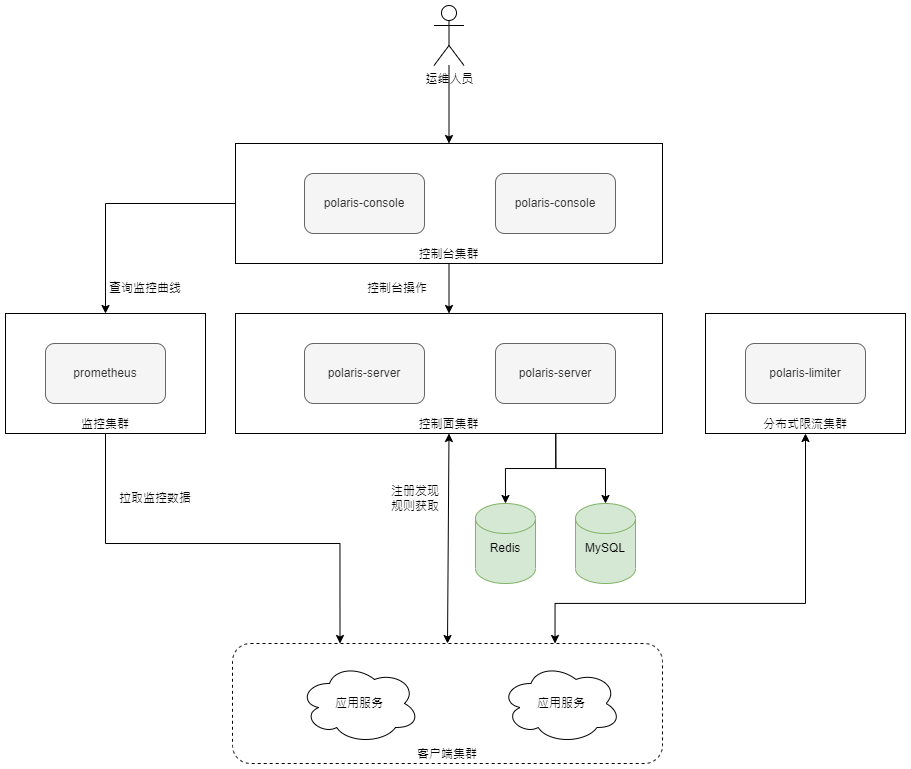 运维人员
polaris-console
polaris-console
控制台集群
查询监控曲线
控制台操作
prometheus
监控集群
polaris-server
polaris-server
控制面集群
polaris-limiter
分布式限流集群
拉取监控数据
注册发现
规则获取
Redis
MySQL
应用服务
应用服务
客户端集群